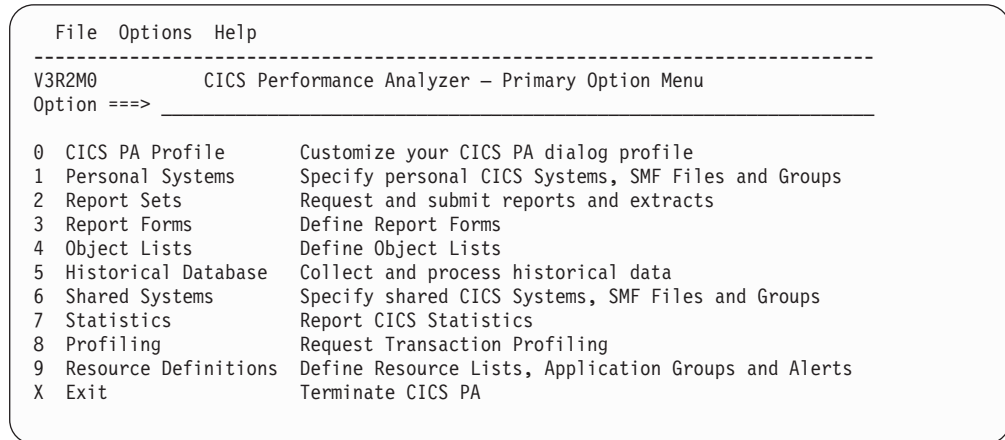 File  Options  Help
--------------------------------------------------------------------------------
V3R2M0           CICS Performance Analyzer – Primary Option Menu
Option ===> ____________________________________________________________________
0  CICS PA Profile       Customize your CICS PA dialog profile
1  Personal Systems      Specify personal CICS Systems, SMF Files and Groups
2  Report Sets           Request and submit reports and extracts
3  Report Forms          Define Report Forms
4  Object Lists          Define Object Lists
5  Historical Database   Collect and process historical data
6  Shared Systems        Specify shared CICS Systems, SMF Files and Groups
7  Statistics            Report CICS Statistics
8  Profiling             Request Transaction Profiling
9  Resource Definitions  Define Resource Lists, Application Groups and Alerts
X  Exit                  Terminate CICS PA